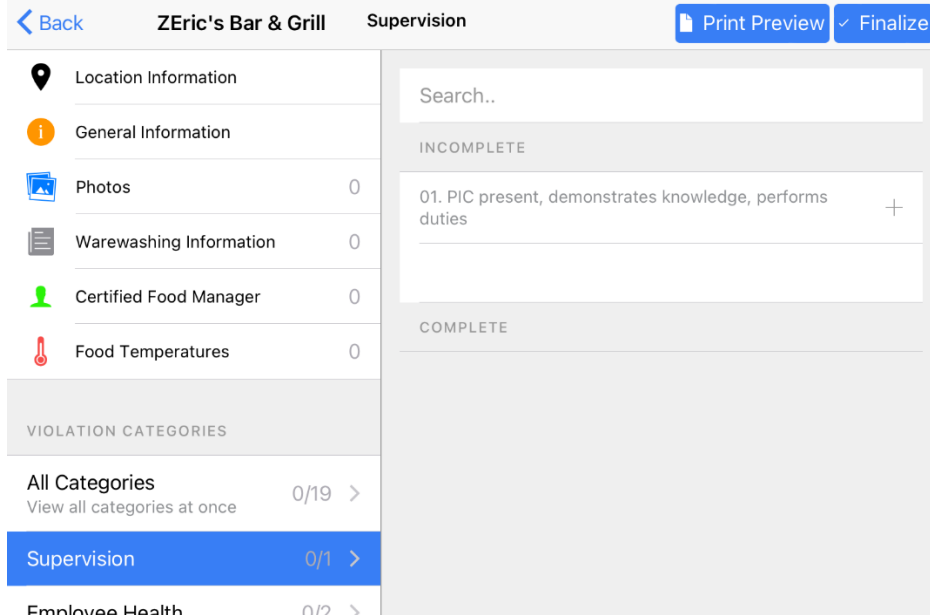 Back
ZEric's Bar & Grill
Supervision
Print Preview
Finalize
Location Information
General Information
Photos 0
Warewashing Information 0
Certified Food Manager 0
Food Temperatures 0
VIOLATION CATEGORIES
All Categories 0/19
View all categories at once
Supervision 0/1
Employee Health 0/2
Search..
INCOMPLETE
01. PIC present, demonstrates knowledge, performs
duties
COMPLETE